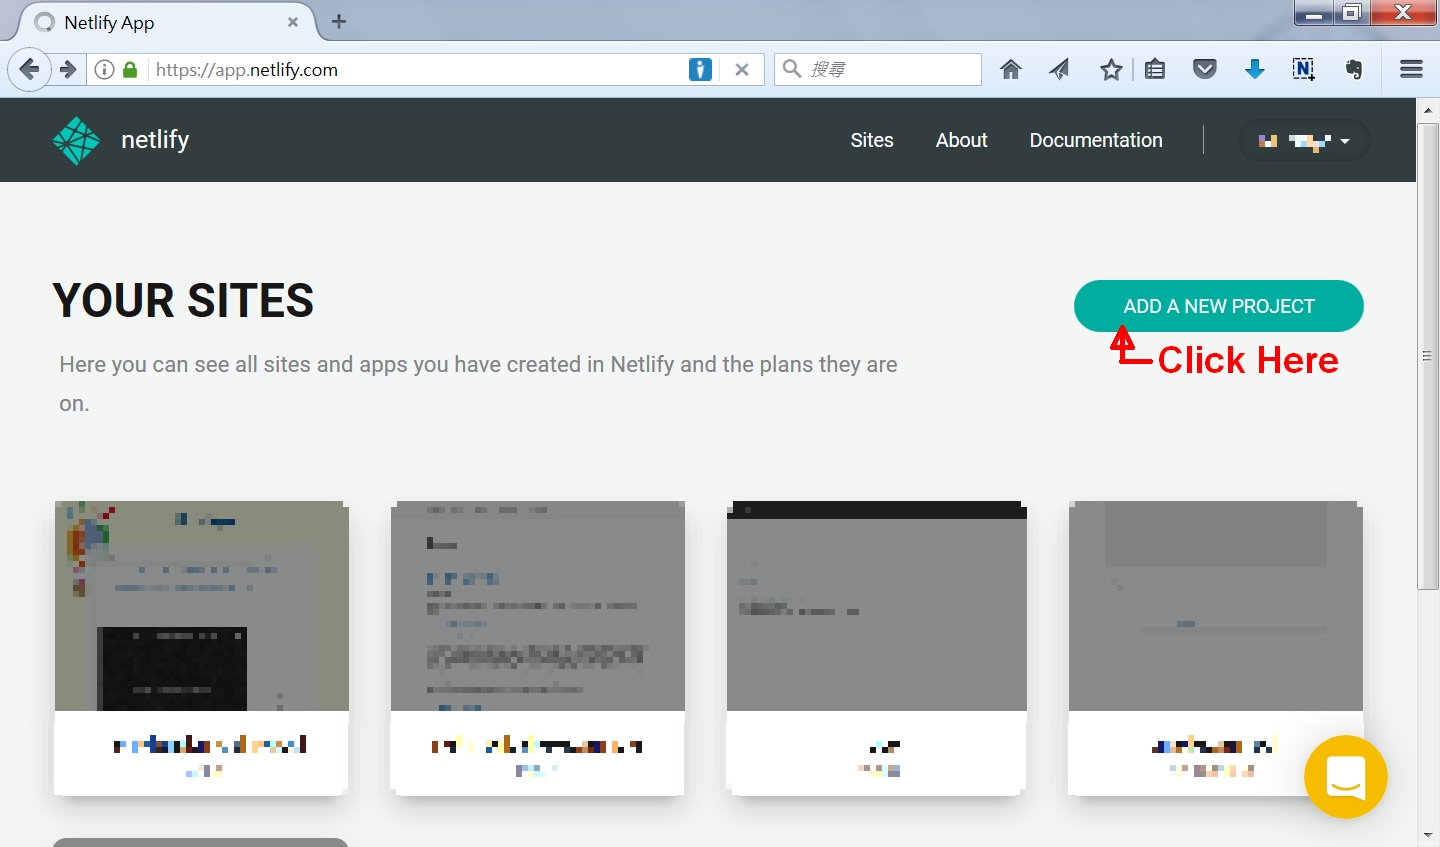 Netlify App
https://app.netlify.com
搜尋
netlify
Sites
About
Documentation
YOUR SITES
ADD A NEW PROJECT
Click Here
Here you can see all sites and apps you have created in Netlify and the plans they are
on.